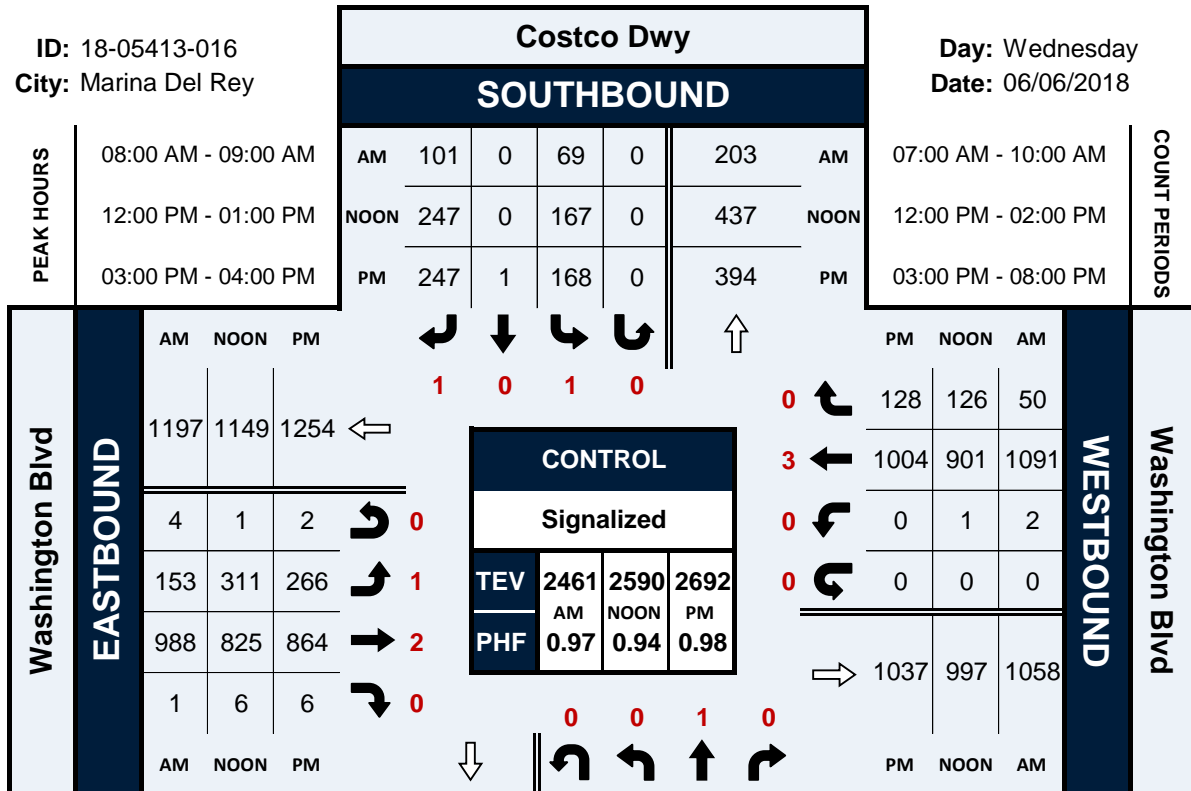 Costco Dwy
ID: 18-05413-016
Day: Wednesday
City: Marina Del Rey
Date: 06/06/2018
SOUTHBOUND
PEAK HOURS
08:00 AM - 09:00 AM
12:00 PM - 01:00 PM
03:00 PM - 04:00 PM
AM 101 0 69 0 203 AM
NOON 247 0 167 0 437 NOON
PM 247 1 168 0 394 PM
07:00 AM - 10:00 AM
12:00 PM - 02:00 PM
03:00 PM - 08:00 PM
COUNT PERIODS
1 0 1 0
Washington Blvd
EASTBOUND
AM NOON PM
1197 1149 1254
4 1 2 0
153 311 266 1
988 825 864 2
1 6 6 0
AM NOON PM
CONTROL
Signalized
TEV 2461 2590 2692
AM NOON PM
PHF 0.97 0.94 0.98
PM NOON AM
0 128 126 50
3 1004 901 1091
0 0 1 2
0 0 0 0
1037 997 1058
PM NOON AM
WESTBOUND
Washington Blvd
0 0 1 0